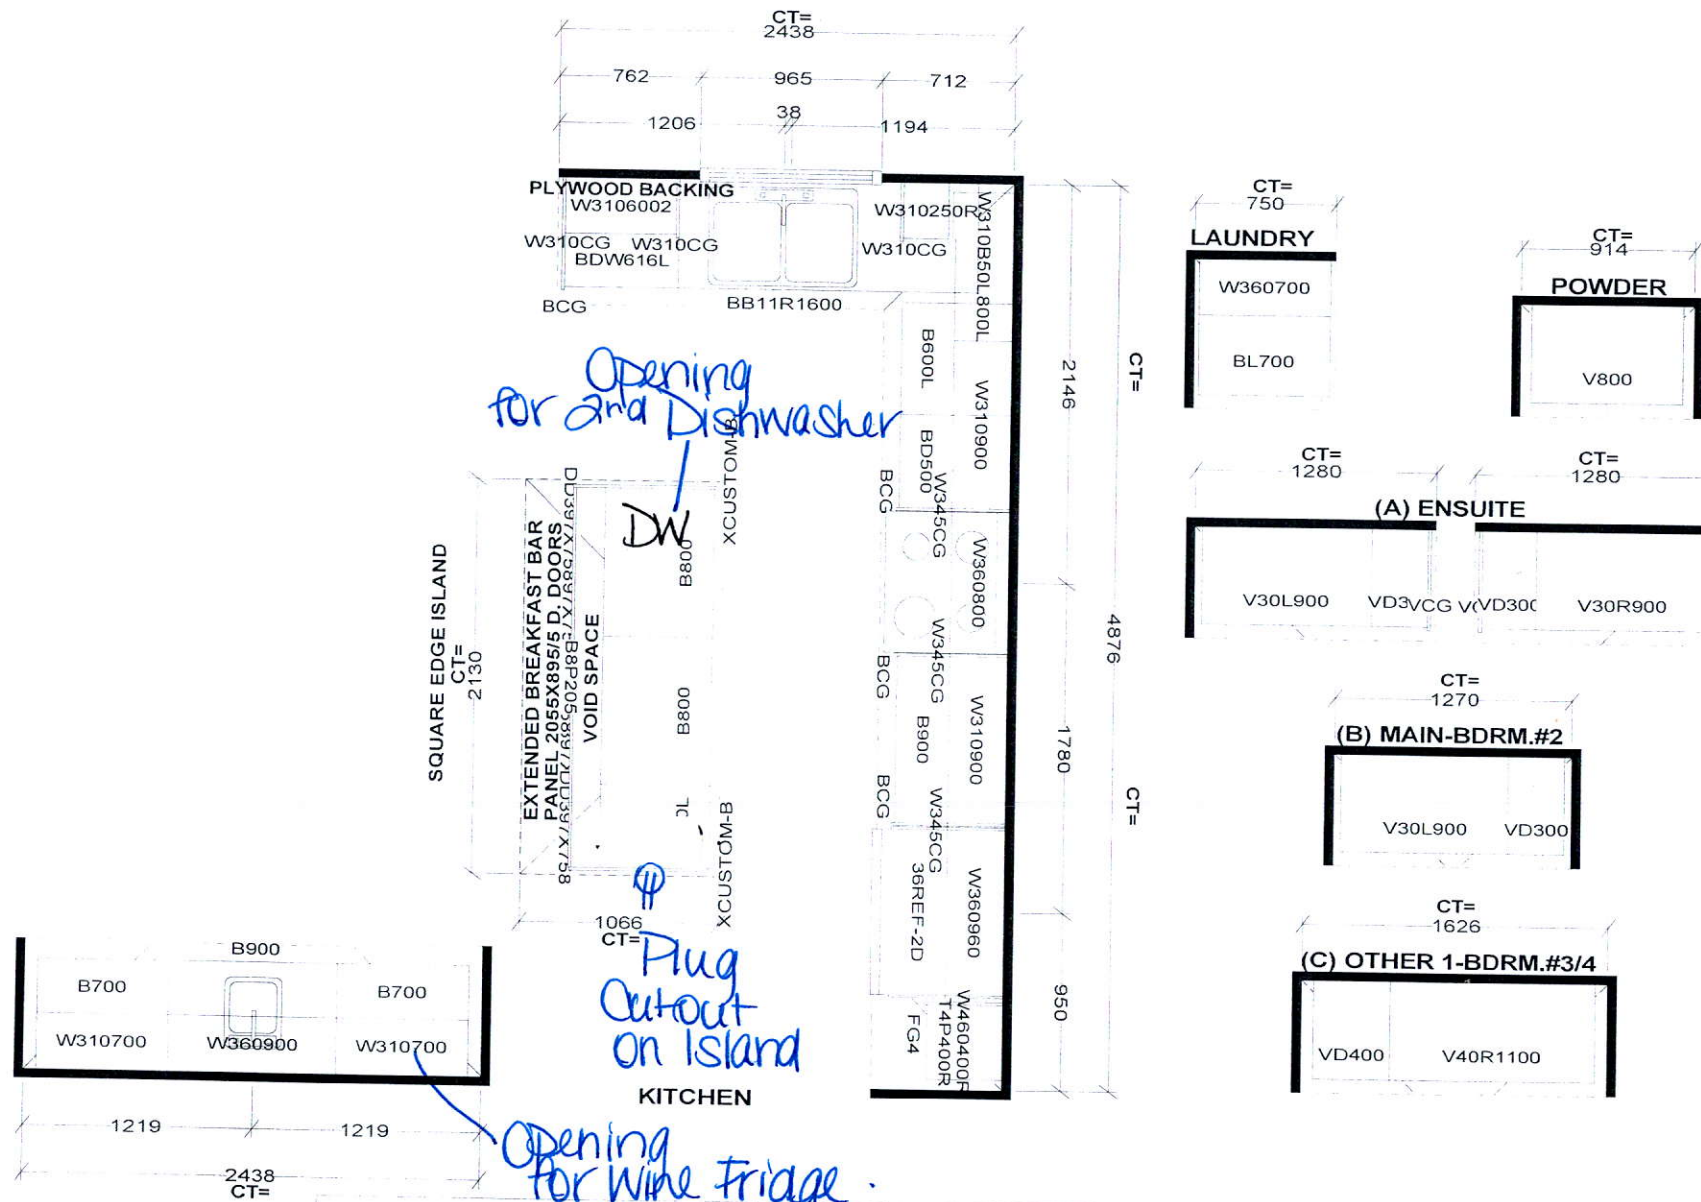 CT=
2438
762 965 712
38
1206 1194
PLYWOOD BACKING
W3106002
W310CG W310CG
BDW616L
BCG
BB11R1600
W310250R
W310CG
W310B50L800L
B600L
W310900
BD500
BCG
W345CG
W360800
W345CG
BCG
B900
W310900
BCG
W345CG
36REF-2D
W360960
FG4
T4P400R
W460400R
2146
1780
950
4876
CT=
CT=
Opening
for 2nd Dishwasher
DW
XCUSTOM-B
B800
B800
XCUSTOM-B
SQUARE EDGE ISLAND
CT=
2130
EXTENDED BREAKFAST BAR
PANEL 2055X895/5 D. DOORS
VOID SPACE
1066
CT=
Plug
Cutout
on Island
KITCHEN
B900
B700 B700
W310700 W360900 W310700
1219 1219
2438
CT=
Opening
for Wine Fridge.
CT=
750
LAUNDRY
W360700
BL700
CT=
914
POWDER
V800
CT=
1280
CT=
1280
(A) ENSUITE
V30L900 VCG VD300 V30R900
CT=
1270
(B) MAIN-BDRM.#2
V30L900 VD300
CT=
1626
(C) OTHER 1-BDRM.#3/4
VD400 V40R1100